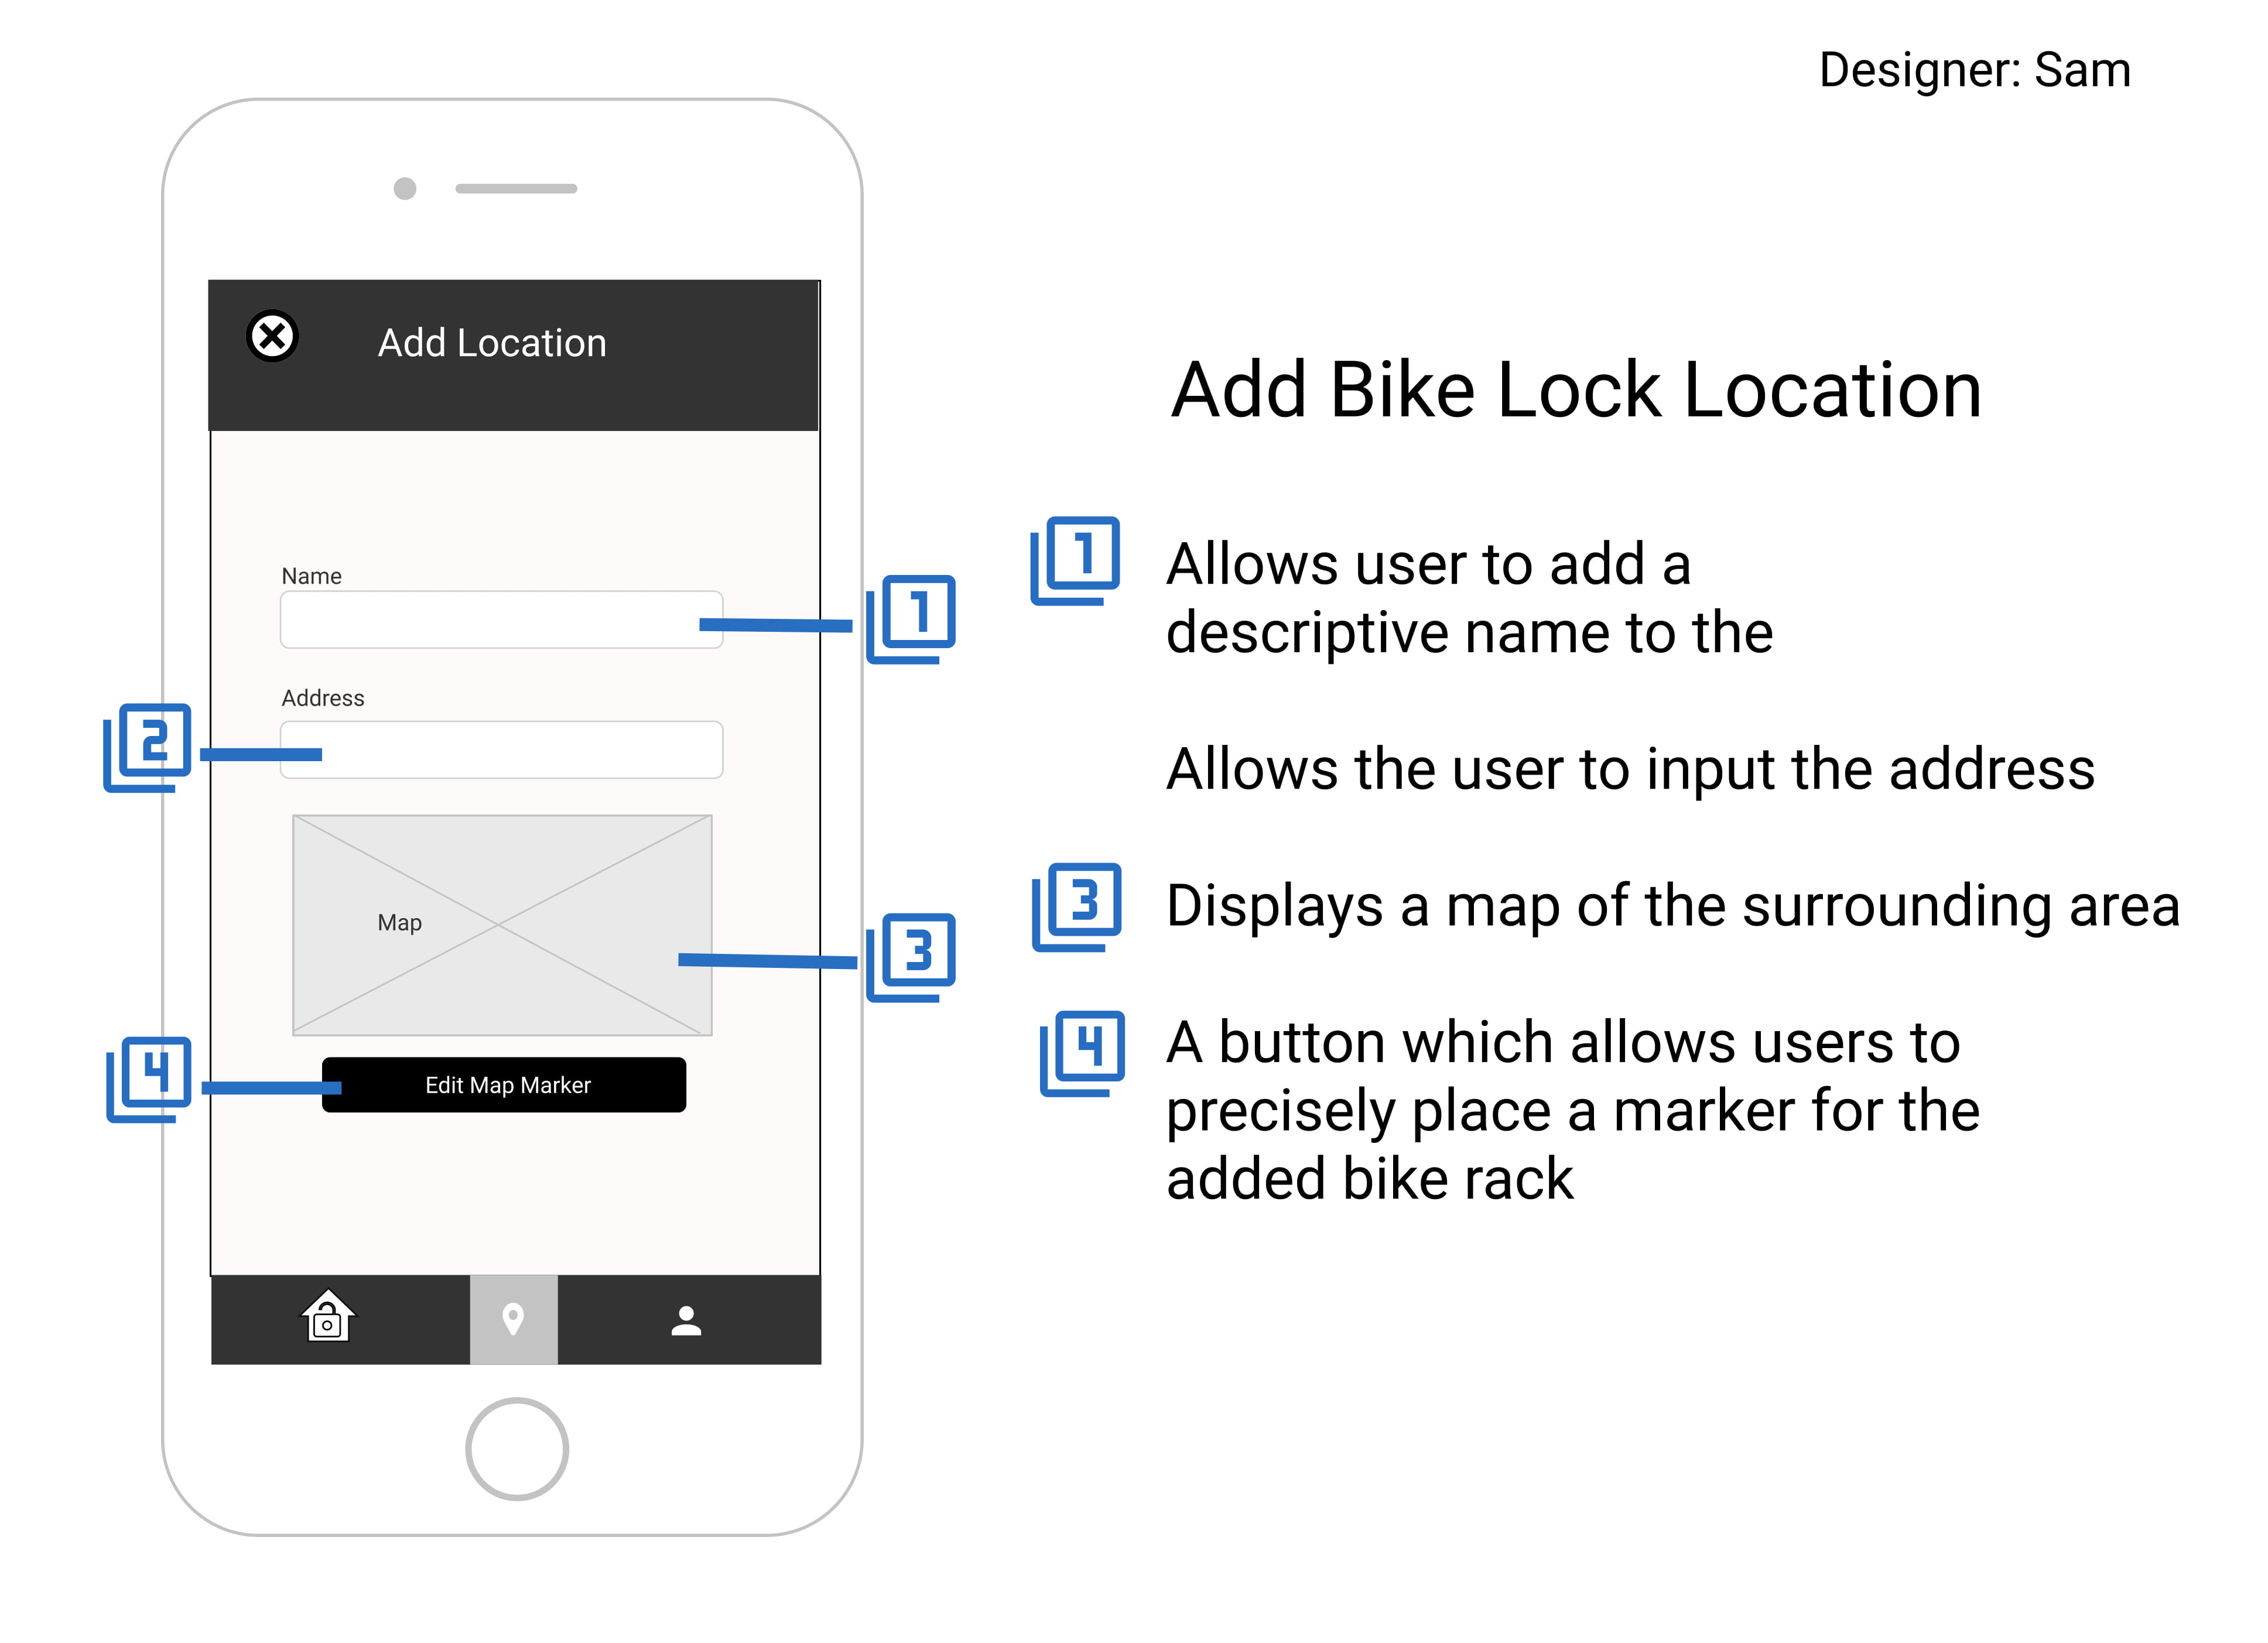 Designer: Sam
Add Location
Name
1
Address
2
Map
3
4
Edit Map Marker
Add Bike Lock Location
1
Allows user to add a
descriptive name to the
Allows the user to input the address
3
Displays a map of the surrounding area
4
A button which allows users to
precisely place a marker for the
added bike rack